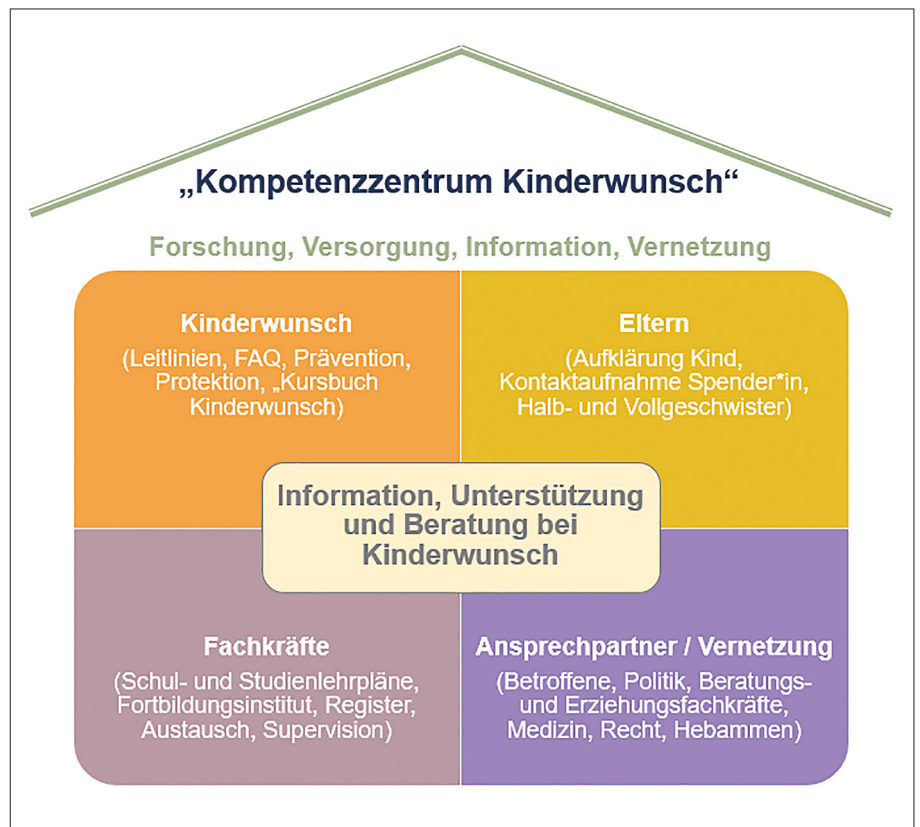 „Kompetenzzentrum Kinderwunsch“
Forschung, Versorgung, Information, Vernetzung
Kinderwunsch
(Leitlinien, FAQ, Prävention,
Protektion, „Kursbuch
Kinderwunsch)
Eltern
(Aufklärung Kind,
Kontaktaufnahme Spender*in,
Halb- und Vollgeschwister)
Information, Unterstützung
und Beratung bei
Kinderwunsch
Fachkräfte
(Schul- und Studienlehrpläne,
Fortbildungsinstitut, Register,
Austausch, Supervision)
Ansprechpartner / Vernetzung
(Betroffene, Politik, Beratungs-
und Erziehungsfachkräfte,
Medizin, Recht, Hebammen)